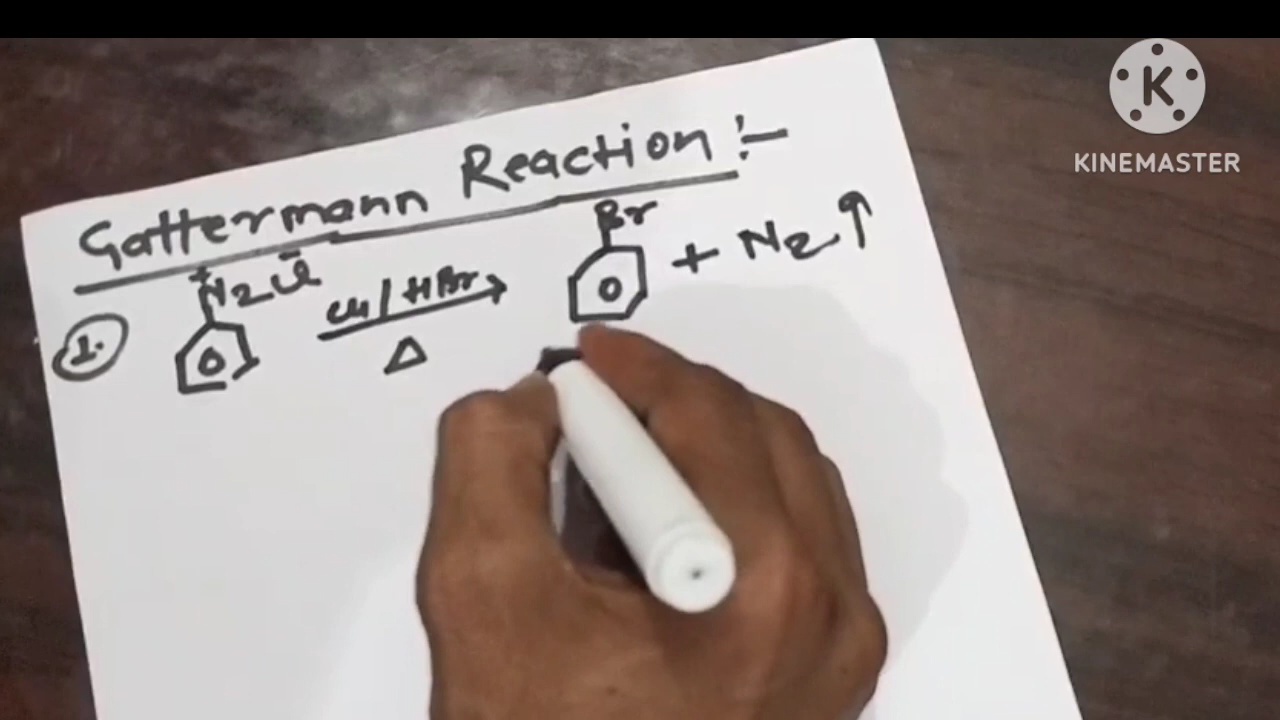 Gattermann Reaction :-
Br
+ N2↑
+
N2Cl-
Cu/HBr
1.
Δ
K
KINEMASTER